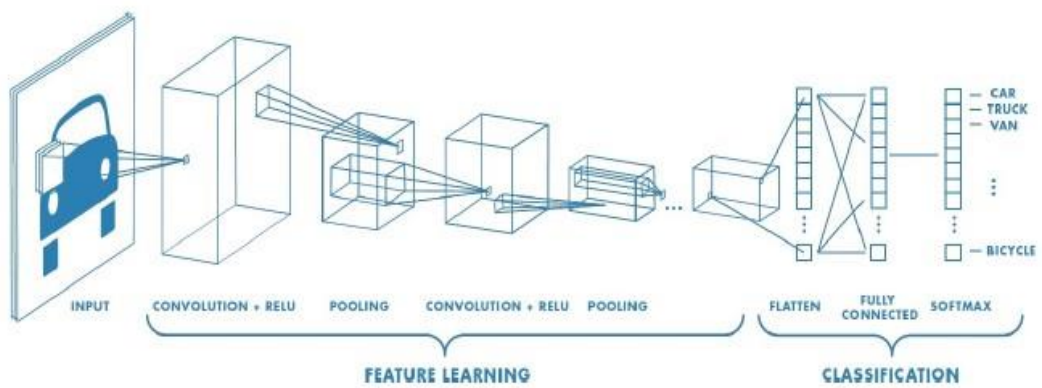 CAR
TRUCK
VAN
BICYCLE
INPUT
CONVOLUTION + RELU
POOLING
CONVOLUTION + RELU
POOLING
FLATTEN
FULLY
CONNECTED
SOFTMAX
FEATURE LEARNING
CLASSIFICATION